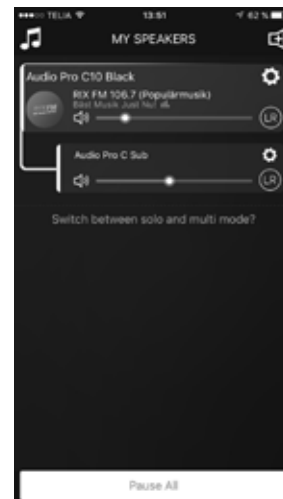 TELIA 13:51 62 %
MY SPEAKERS
Audio Pro C10 Black
RIX FM 106.7 (Populärmusik)
Bäst Musik Just Nu!
LR
Audio Pro C Sub
LR
Switch between solo and multi mode?
Pause All